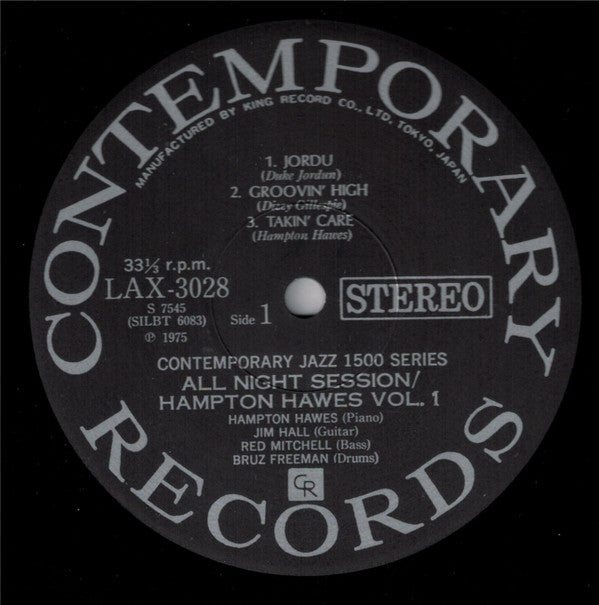 CONTEMPORARY
MANUFACTURED BY KING RECORD CO., LTD. TOKYO, JAPAN
1. JORDU
(Duke Jordun)
2. GROOVIN' HIGH
(Dizzy Gillespie)
3. TAKIN' CARE
(Hampton Hawes)
33⅓ r.p.m.
LAX-3028
S 7545
(SILBT 6083)
℗ 1975
Side 1
STEREO
CONTEMPORARY JAZZ 1500 SERIES
ALL NIGHT SESSION/
HAMPTON HAWES VOL. 1
HAMPTON HAWES (Piano)
JIM HALL (Guitar)
RED MITCHELL (Bass)
BRUZ FREEMAN (Drums)
CR
RECORDS